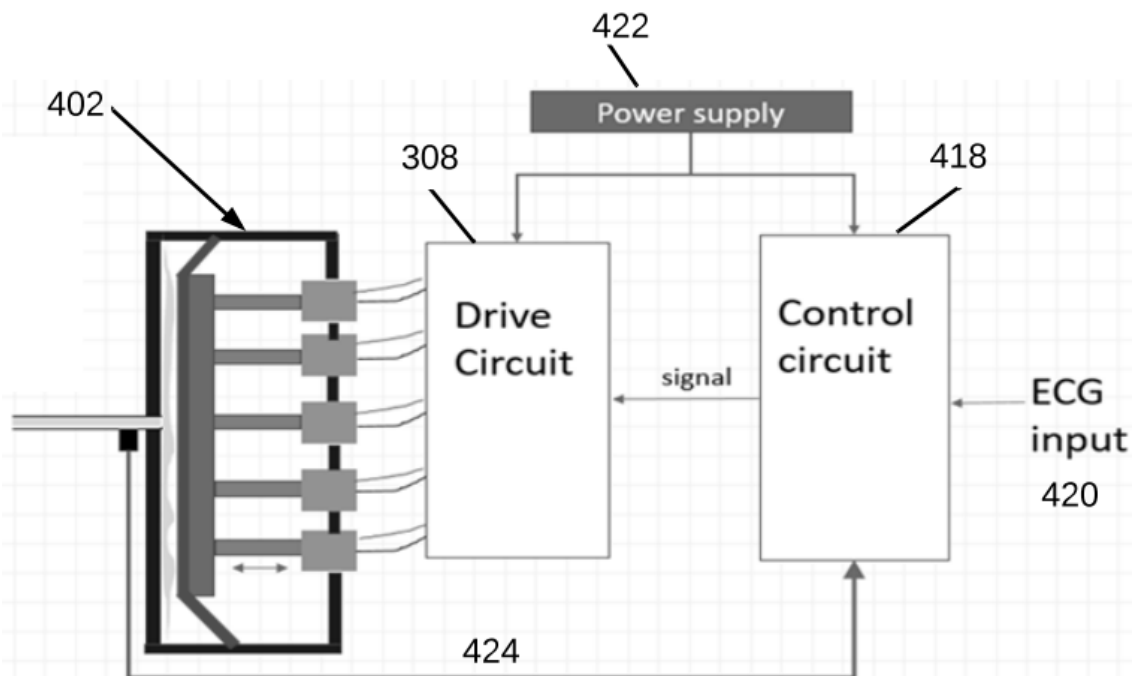 422
Power supply
402
308
418
Drive
Circuit
Control
circuit
signal
ECG
input
420
424